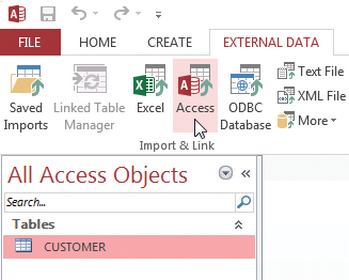 FILE HOME CREATE EXTERNAL DATA
Saved Imports
Linked Table Manager
Excel
Access
ODBC Database
Text File
XML File
More
Import & Link
All Access Objects
Search...
Tables
CUSTOMER